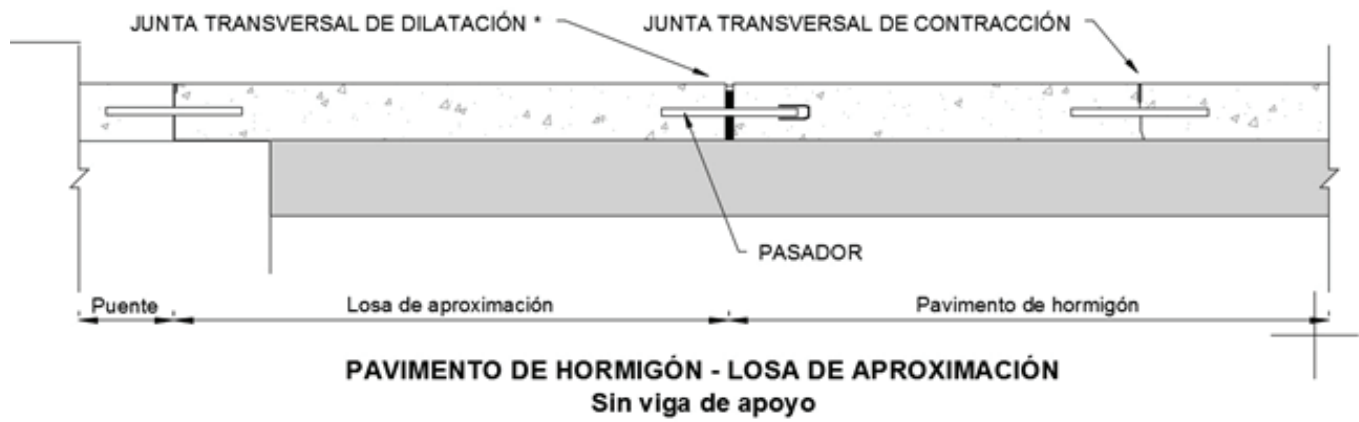 JUNTA TRANSVERSAL DE DILATACIÓN *
JUNTA TRANSVERSAL DE CONTRACCIÓN
PASADOR
Puente
Losa de aproximación
Pavimento de hormigón
PAVIMENTO DE HORMIGÓN - LOSA DE APROXIMACIÓN
Sin viga de apoyo